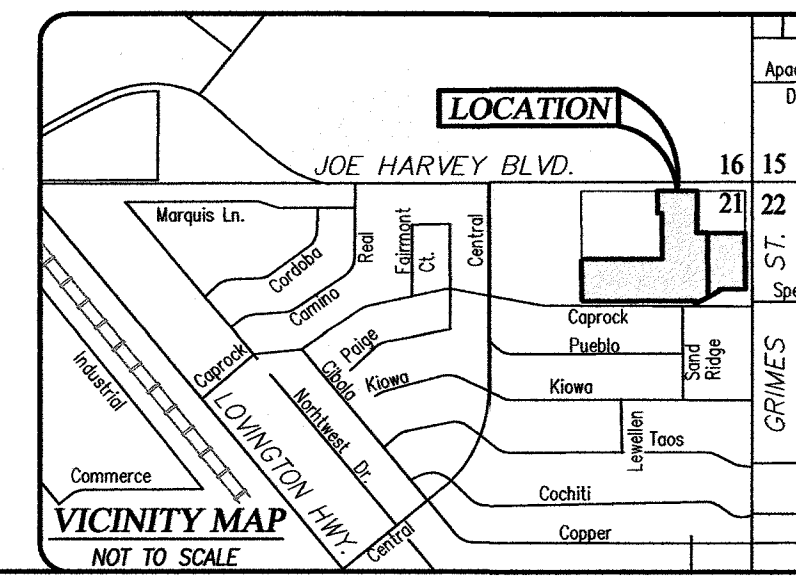 Apac
D
LOCATION
JOE HARVEY BLVD.
16 15
21 22
Marquis Ln.
Real
Fairmont
Ct.
Central
ST.
Cordoba
Camino
Spe
Caprock
Caprock
Pueblo
Sand
Ridge
Paige
Cibola
Kiowa
Kiowa
Industrial
GRIMES
LOVINGTON HWY.
Norhtwest Dr.
Lewellen
Taos
Commerce
Cochiti
Copper
Central
VICINITY MAP
NOT TO SCALE